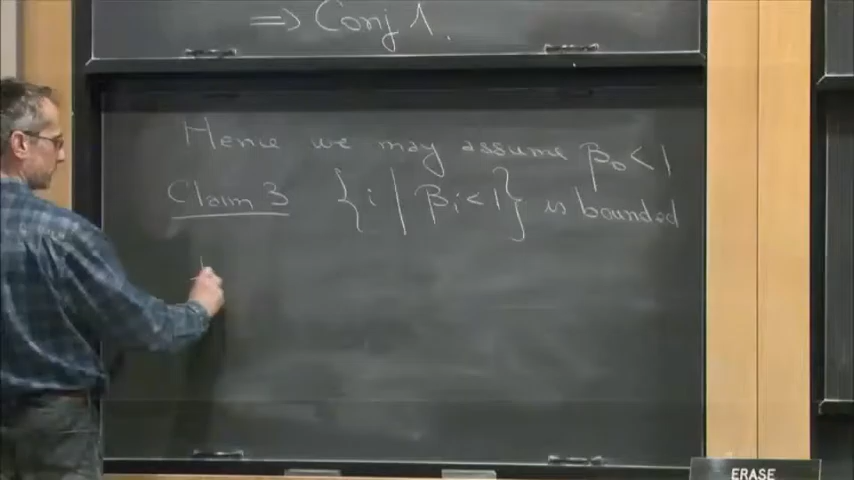 ⇒ Conj 1.
Hence we may assume β₀ < 1
Claim 3 {i | βᵢ < 1} is bounded
ERASE